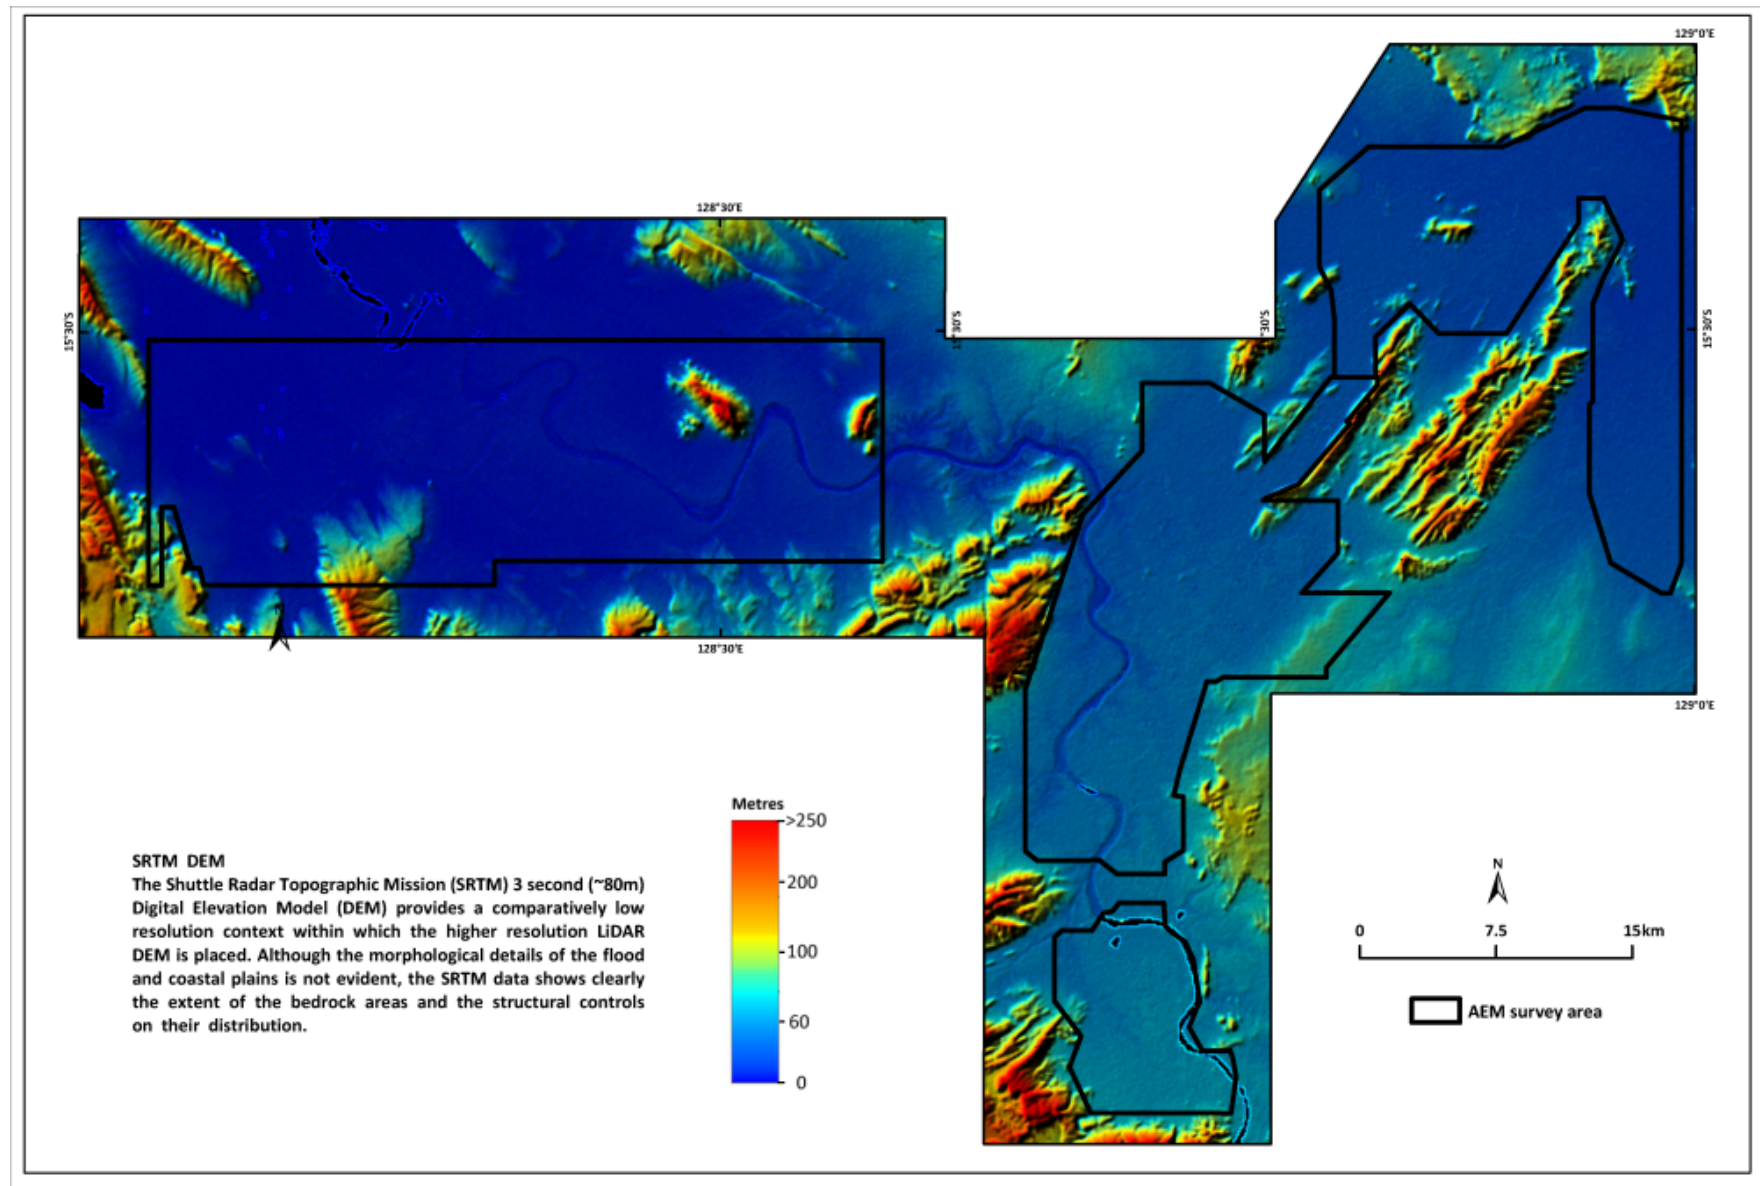 129°0'E
128°30'E
15°30'S
15°30'S
15°30'S
15°30'S
N
128°30'E
129°0'E
Metres
>250
200
100
60
0
SRTM DEM
The Shuttle Radar Topographic Mission (SRTM) 3 second (~80m)
Digital Elevation Model (DEM) provides a comparatively low
resolution context within which the higher resolution LiDAR
DEM is placed. Although the morphological details of the flood
and coastal plains is not evident, the SRTM data shows clearly
the extent of the bedrock areas and the structural controls
on their distribution.
N
0
7.5
15km
AEM survey area